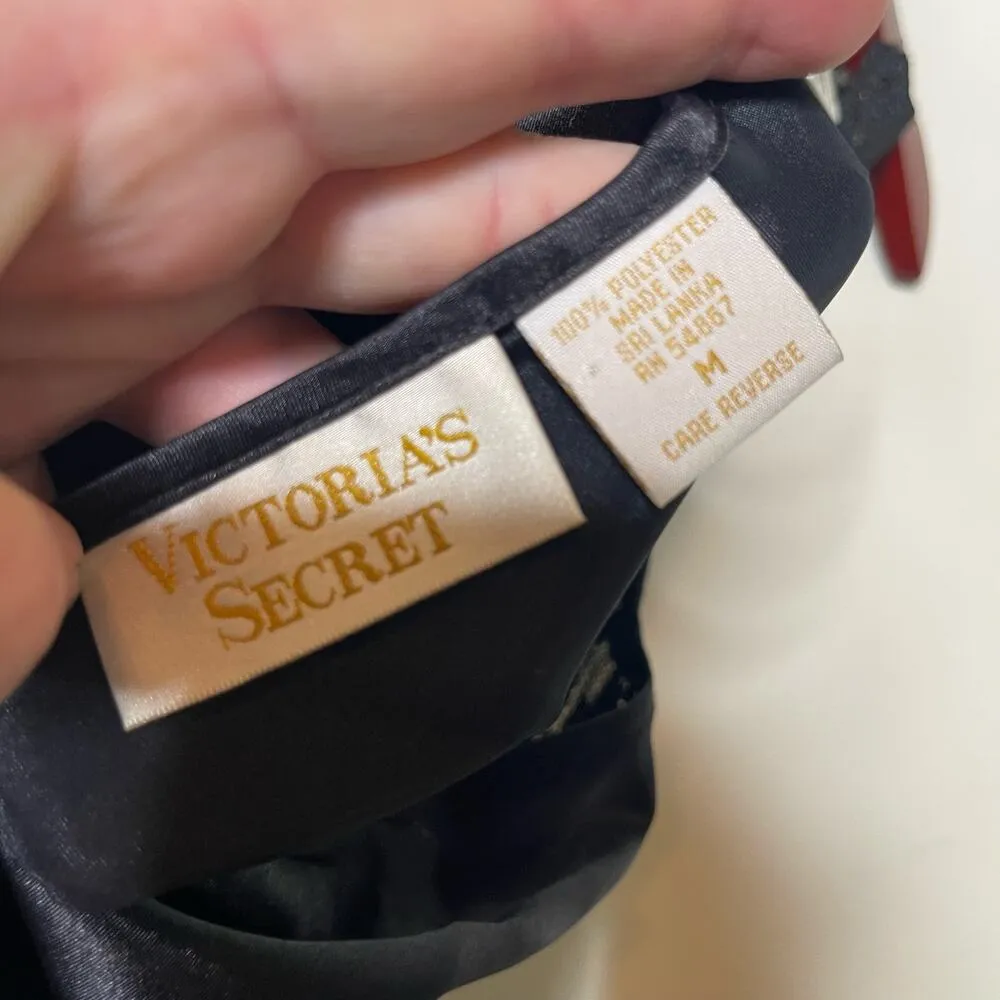 VICTORIA'S
SECRET
100% POLYESTER
MADE IN
SRI LANKA
RN 54867
M
CARE REVERSE